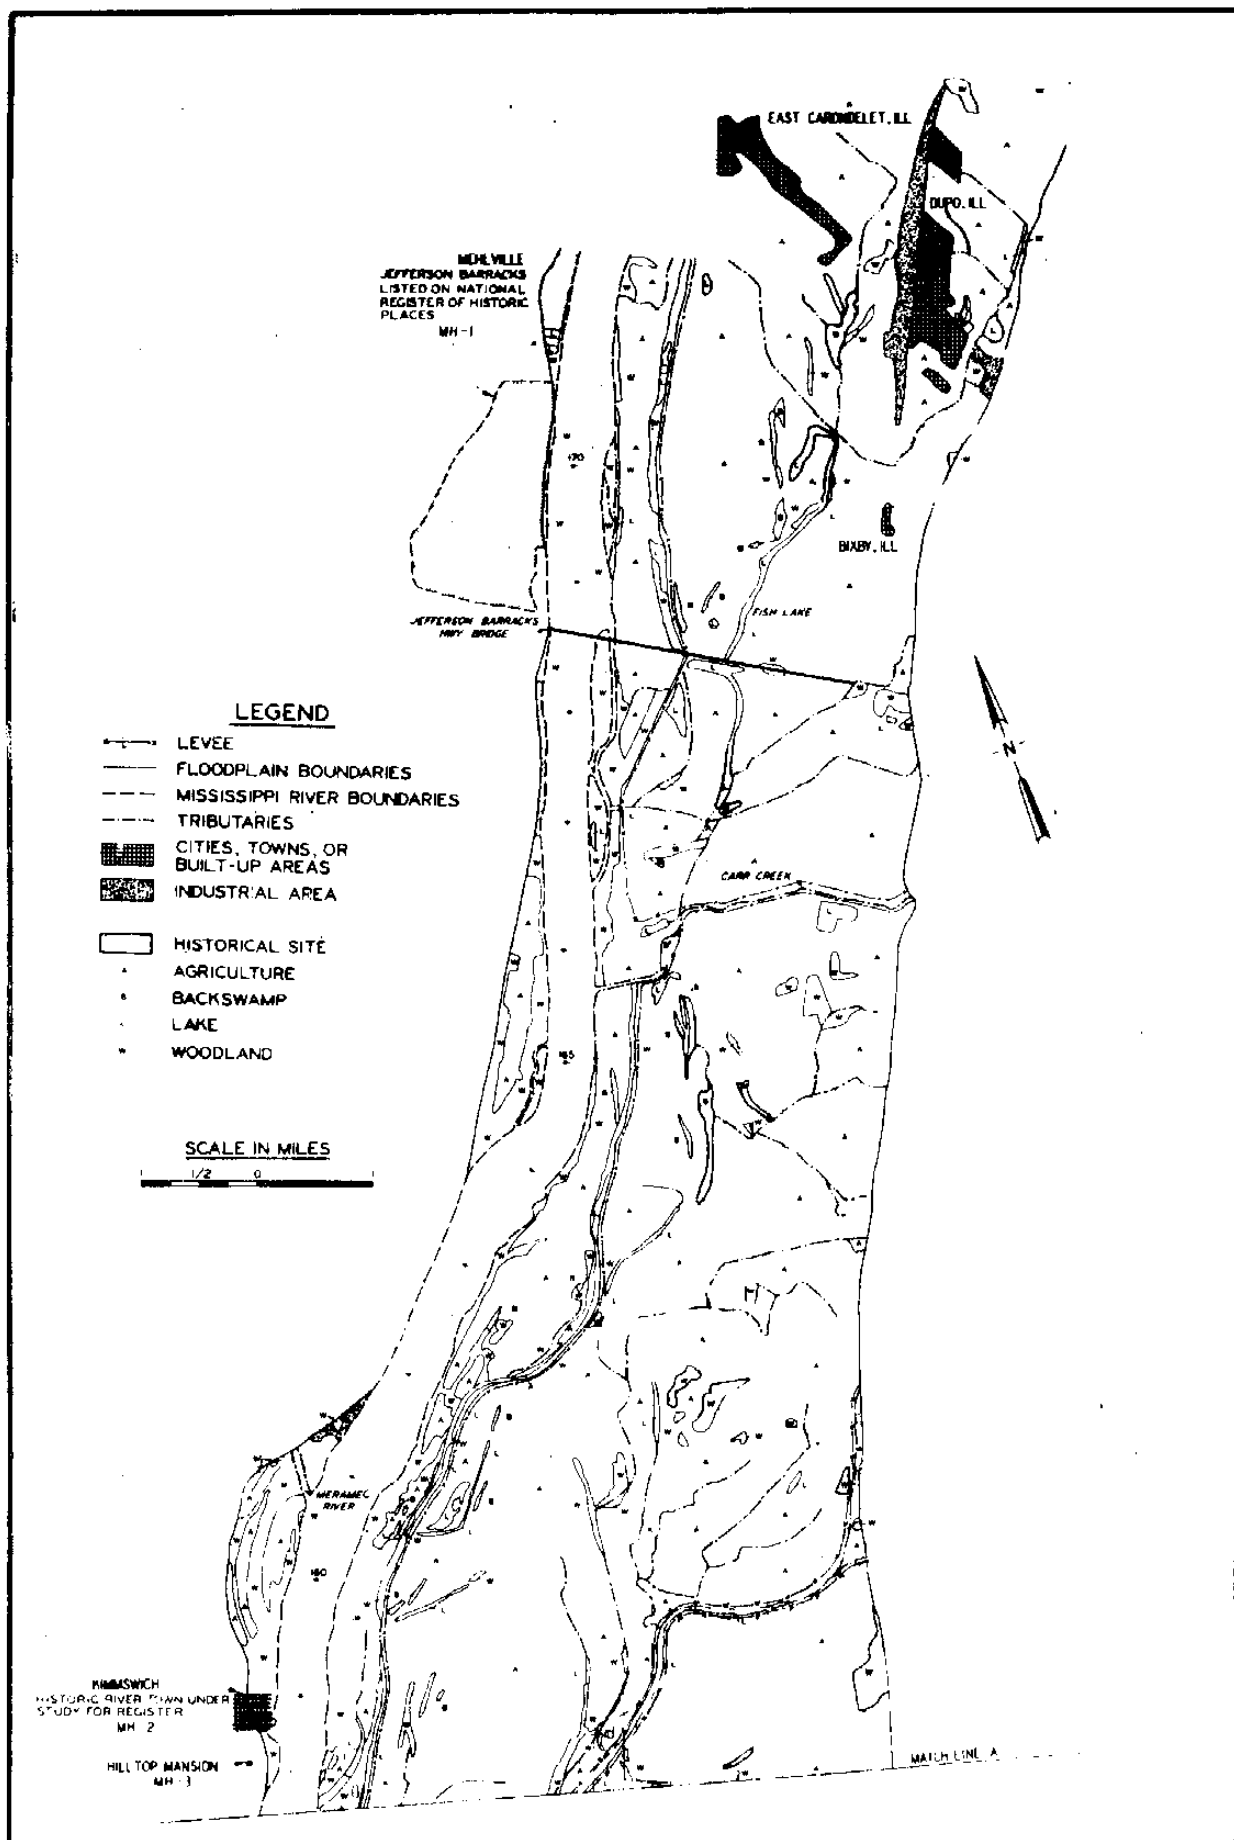 EAST CARONDELET, ILL
DUPO, ILL
MEHLVILLE
JEFFERSON BARRACKS
LISTED ON NATIONAL
REGISTER OF HISTORIC
PLACES
MH-1
170
BIXBY, ILL
FISH LAKE
JEFFERSON BARRACKS
HWY BRIDGE
N
LEGEND
LEVEE
FLOODPLAIN BOUNDARIES
MISSISSIPPI RIVER BOUNDARIES
TRIBUTARIES
CITIES, TOWNS, OR
BUILT-UP AREAS
INDUSTRIAL AREA
HISTORICAL SITE
AGRICULTURE
BACKSWAMP
LAKE
WOODLAND
CARR CREEK
165
SCALE IN MILES
1/2 0
MERAMEC
RIVER
160
KIMMSWICH
HISTORIC RIVER TOWN UNDER
STUDY FOR REGISTER
MH-2
HILL TOP MANSION
MH-3
MATCH LINE A